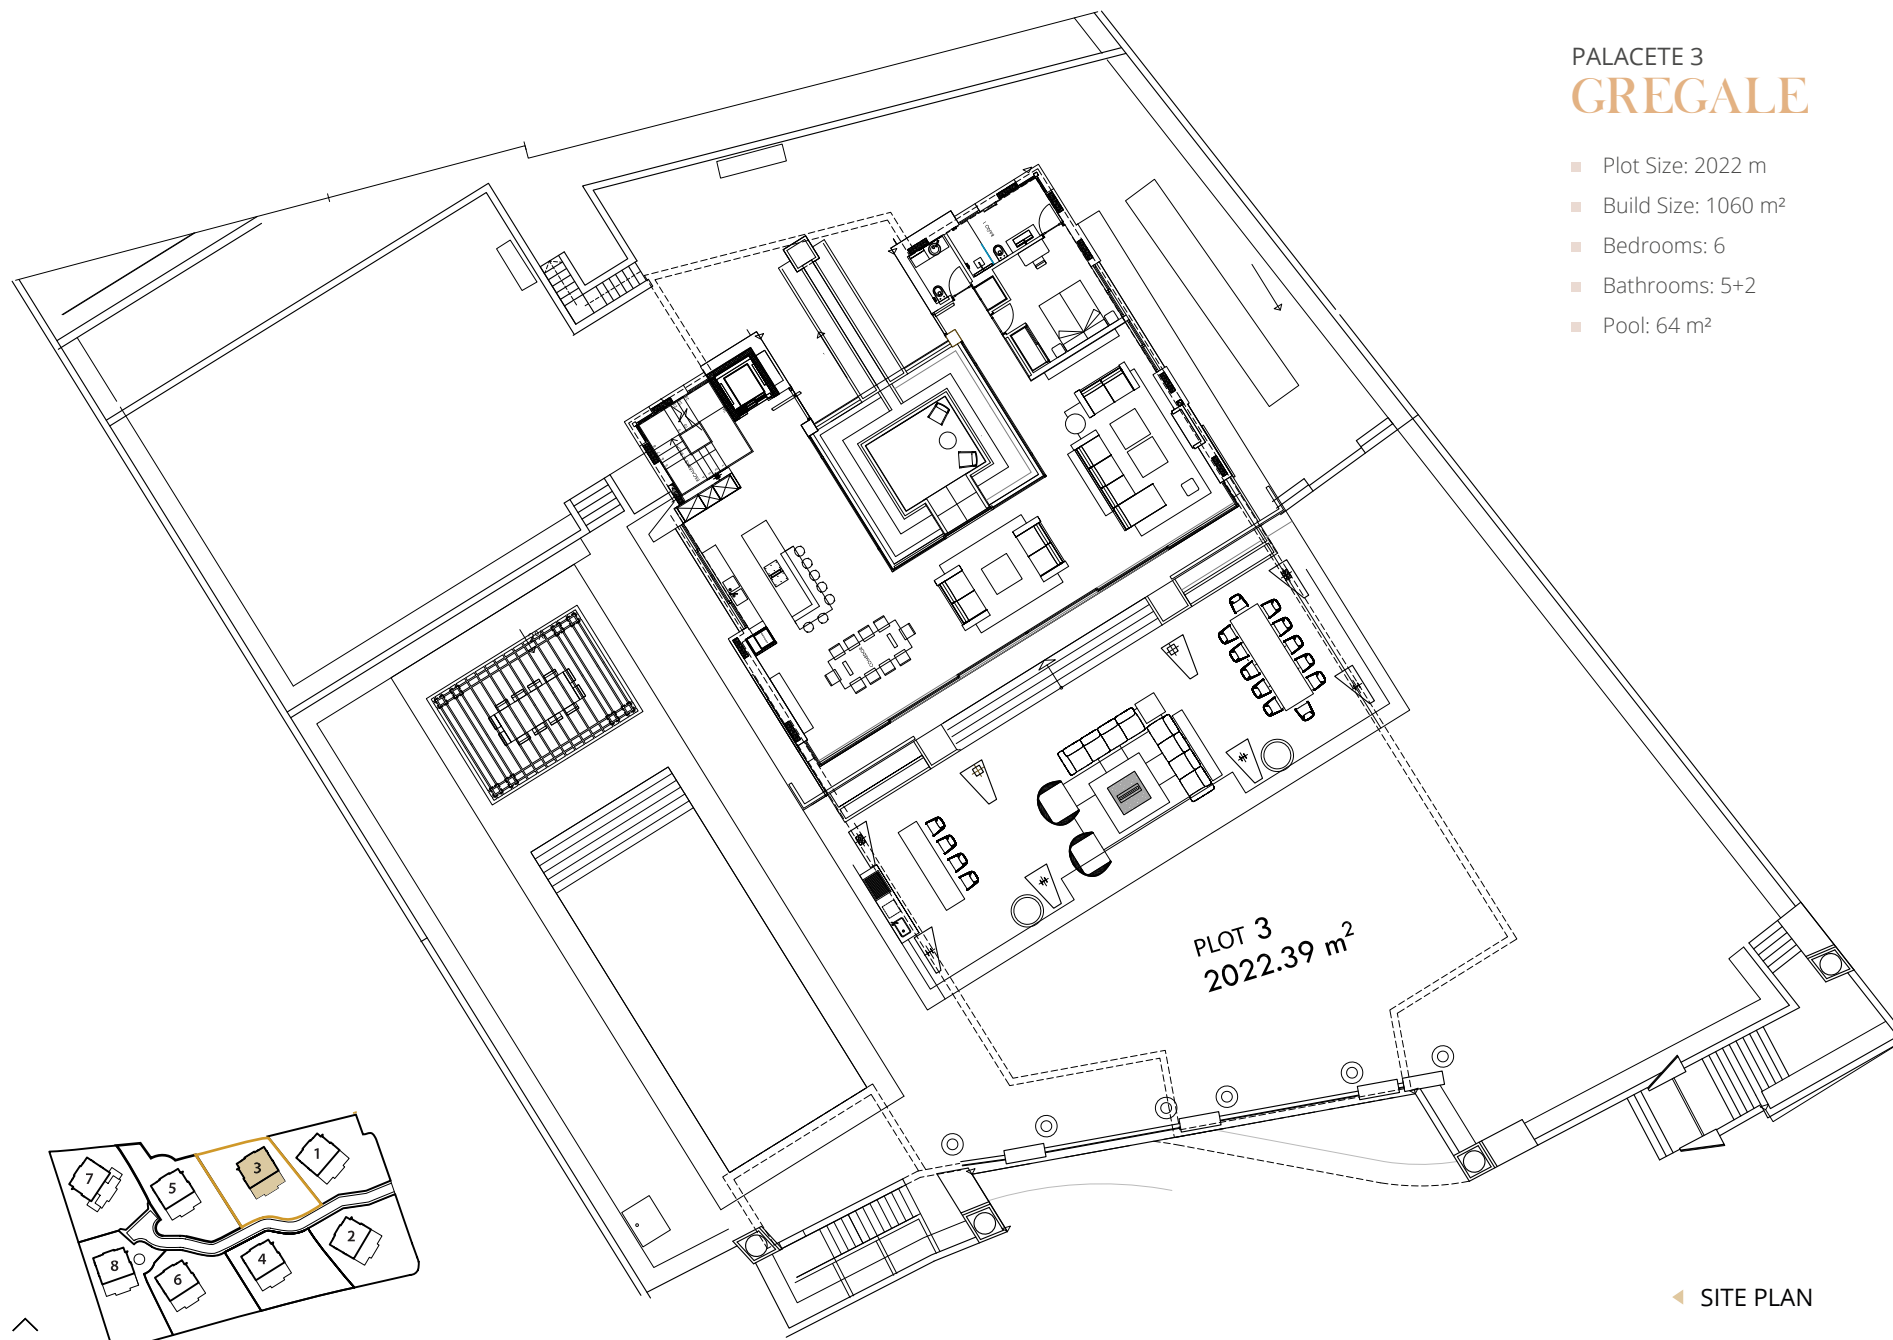 PALACETE 3
GREGALE
Plot Size: 2022 m
Build Size: 1060 m²
Bedrooms: 6
Bathrooms: 5+2
Pool: 64 m²
PLOT 3
2022.39 m²
7
5
3
1
8
6
4
2
SITE PLAN